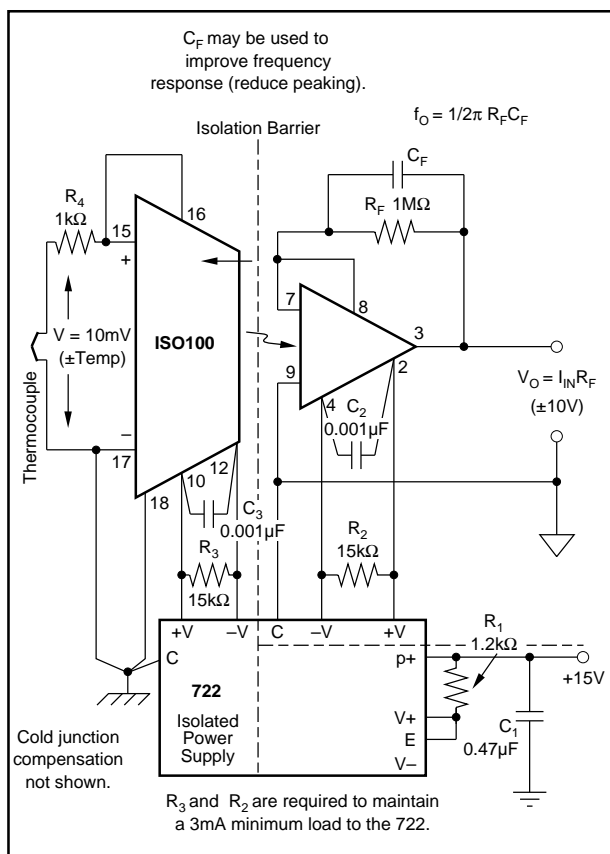 C_F may be used to
improve frequency
response (reduce peaking).
f_O = 1/2π R_F C_F
Isolation Barrier
C_F
R_F 1MΩ
R_4
1kΩ
15
16
+
7
8
3
V = 10mV
(±Temp)
ISO100
9
2
V_O = I_IN R_F
(±10V)
Thermocouple
–
17
12
10
18
4
C_2
0.001µF
C_3
0.001µF
R_3
15kΩ
R_2
15kΩ
+V
–V
C
–V
+V
C
722
Isolated
Power
Supply
p+
V+
E
V–
R_1
1.2kΩ
+15V
C_1
0.47µF
Cold junction
compensation
not shown.
R_3 and R_2 are required to maintain
a 3mA minimum load to the 722.